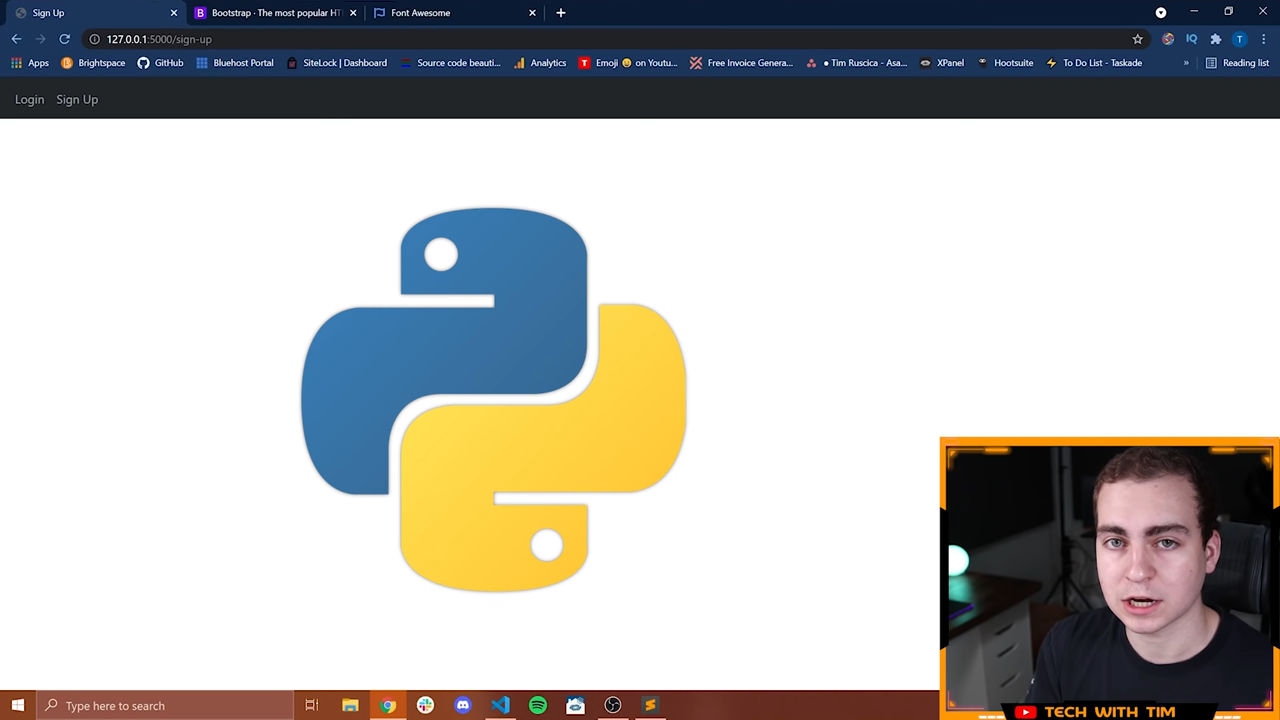 Sign Up
Bootstrap · The most popular HT
Font Awesome
127.0.0.1:5000/sign-up
Apps
Brightspace
GitHub
Bluehost Portal
SiteLock | Dashboard
Source code beauti...
Analytics
Emoji 😀 on Youtu...
Free Invoice Genera...
• Tim Ruscica - Asa...
XPanel
Hootsuite
To Do List - Taskade
»
Reading list
Login
Sign Up
Type here to search
TECH WITH TIM